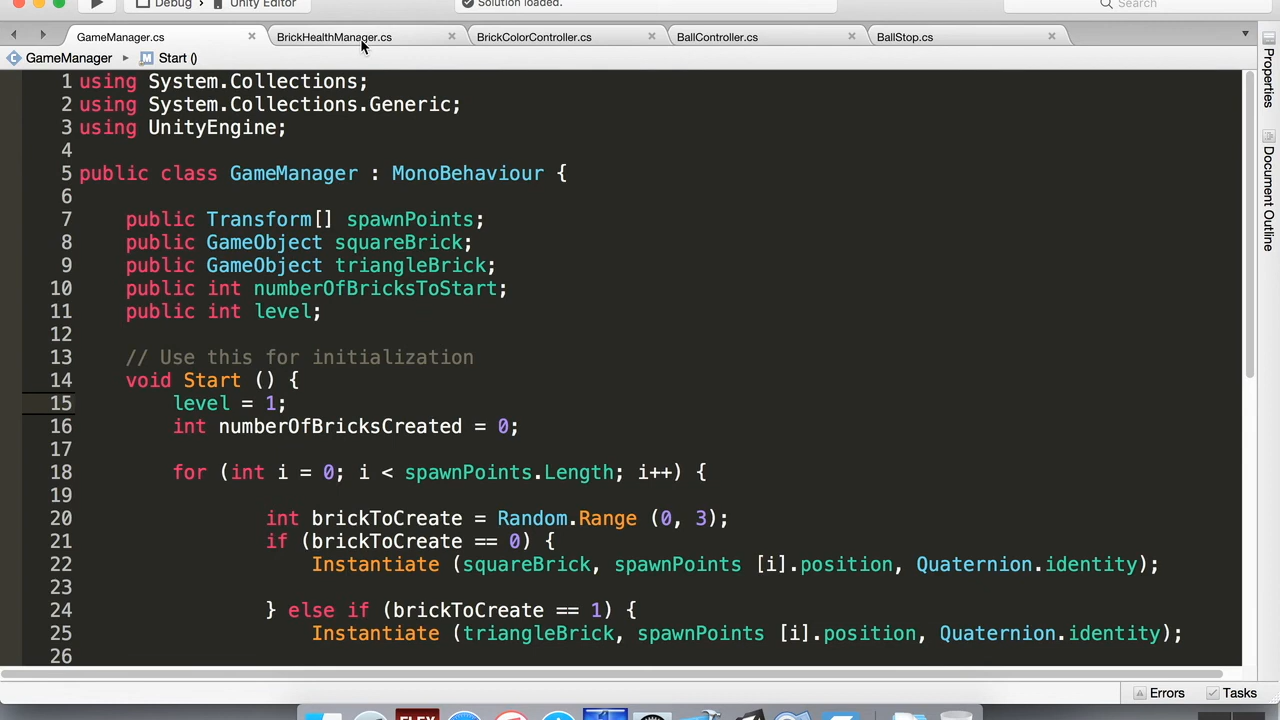 Debug > Unity Editor
Solution loaded.
Search
GameManager.cs
BrickHealthManager.cs
BrickColorController.cs
BallController.cs
BallStop.cs
GameManager
M Start ()
1 using System.Collections;
2 using System.Collections.Generic;
3 using UnityEngine;
4
5 public class GameManager : MonoBehaviour {
6
7 public Transform[] spawnPoints;
8 public GameObject squareBrick;
9 public GameObject triangleBrick;
10 public int numberOfBricksToStart;
11 public int level;
12
13 // Use this for initialization
14 void Start () {
15 level = 1;
16 int numberOfBricksCreated = 0;
17
18 for (int i = 0; i < spawnPoints.Length; i++) {
19
20 int brickToCreate = Random.Range (0, 3);
21 if (brickToCreate == 0) {
22 Instantiate (squareBrick, spawnPoints [i].position, Quaternion.identity);
23
24 } else if (brickToCreate == 1) {
25 Instantiate (triangleBrick, spawnPoints [i].position, Quaternion.identity);
26
Properties
Document Outline
Errors
Tasks
FLEX